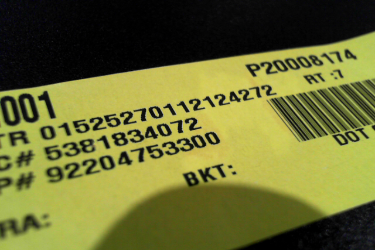 P20008174
001 RT :7
TR 01525270112124272
C# 5381834072
P# 92204753300 DOT
BKT:
RA: